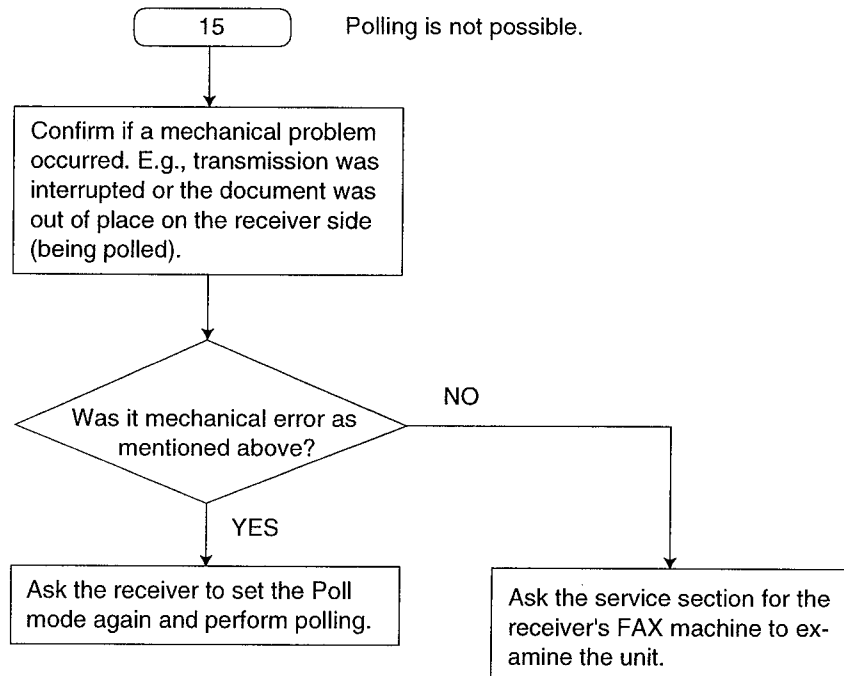 15
Polling is not possible.
Confirm if a mechanical problem
occurred. E.g., transmission was
interrupted or the document was
out of place on the receiver side
(being polled).
Was it mechanical error as
mentioned above?
NO
YES
Ask the receiver to set the Poll
mode again and perform polling.
Ask the service section for the
receiver's FAX machine to ex-
amine the unit.